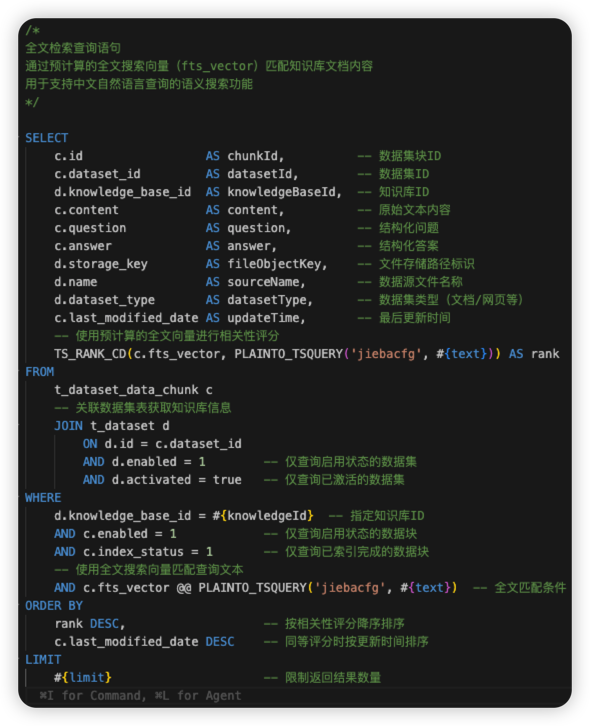 /*
全文检索查询语句
通过预计算的全文搜索向量（fts_vector）匹配知识库文档内容
用于支持中文自然语言查询的语义搜索功能
*/
SELECT
c.id AS chunkId, -- 数据集块ID
c.dataset_id AS datasetId, -- 数据集ID
d.knowledge_base_id AS knowledgeBaseId, -- 知识库ID
c.content AS content, -- 原始文本内容
c.question AS question, -- 结构化问题
c.answer AS answer, -- 结构化答案
d.storage_key AS fileObjectKey, -- 文件存储路径标识
d.name AS sourceName, -- 数据源文件名称
d.dataset_type AS datasetType, -- 数据集类型（文档/网页等）
c.last_modified_date AS updateTime, -- 最后更新时间
-- 使用预计算的全文向量进行相关性评分
TS_RANK_CD(c.fts_vector, PLAINTO_TSQUERY('jiebacfg', #{text})) AS rank
FROM
t_dataset_data_chunk c
-- 关联数据集表获取知识库信息
JOIN t_dataset d
ON d.id = c.dataset_id
AND d.enabled = 1 -- 仅查询启用状态的数据集
AND d.activated = true -- 仅查询已激活的数据集
WHERE
d.knowledge_base_id = #{knowledgeId} -- 指定知识库ID
AND c.enabled = 1 -- 仅查询启用状态的数据块
AND c.index_status = 1 -- 仅查询已索引完成的数据块
-- 使用全文搜索向量匹配查询文本
AND c.fts_vector @@ PLAINTO_TSQUERY('jiebacfg', #{text}) -- 全文匹配条件
ORDER BY
rank DESC, -- 按相关性评分降序排序
c.last_modified_date DESC -- 同等评分时按更新时间排序
LIMIT
#{limit} -- 限制返回结果数量
⌘I for Command, ⌘L for Agent